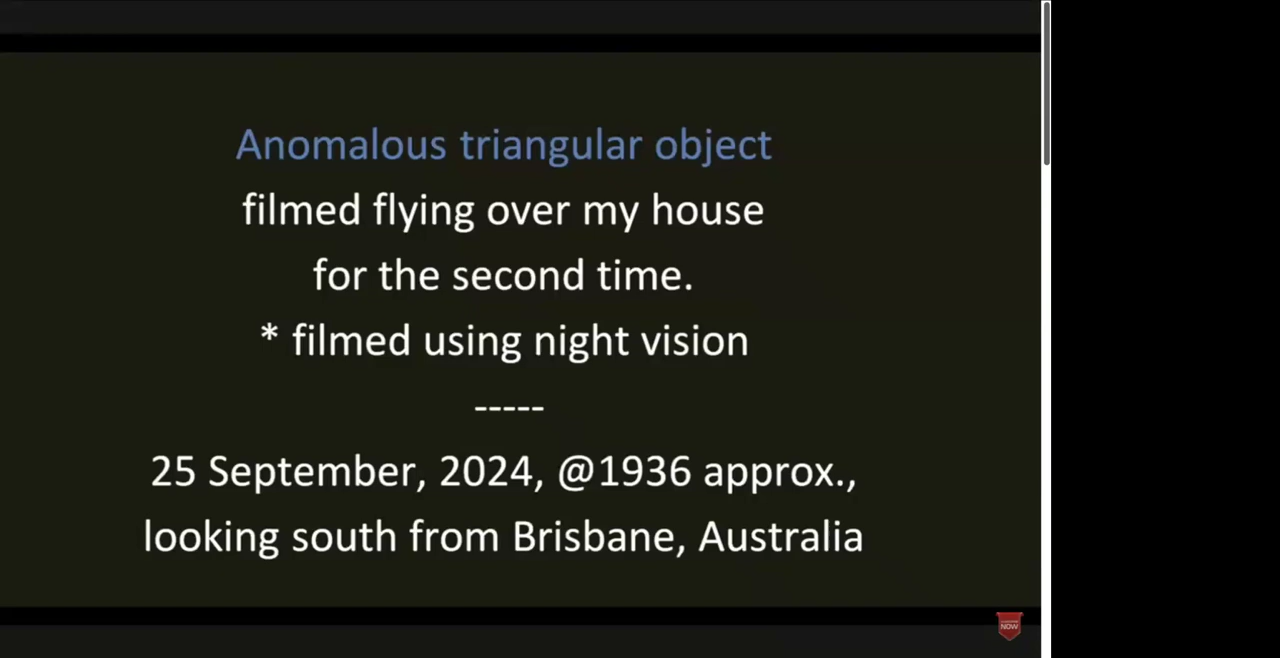 Anomalous triangular object
filmed flying over my house
for the second time.
* filmed using night vision
-----
25 September, 2024, @1936 approx.,
looking south from Brisbane, Australia
NOW